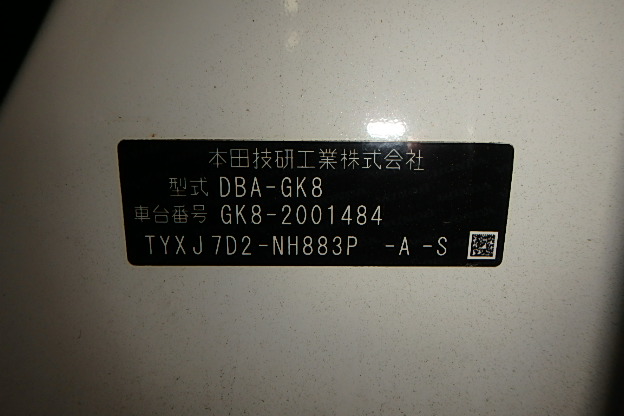 本田技研工業株式会社
型式 DBA-GK8
車台番号 GK8-2001484
TYXJ7D2-NH883P -A -S